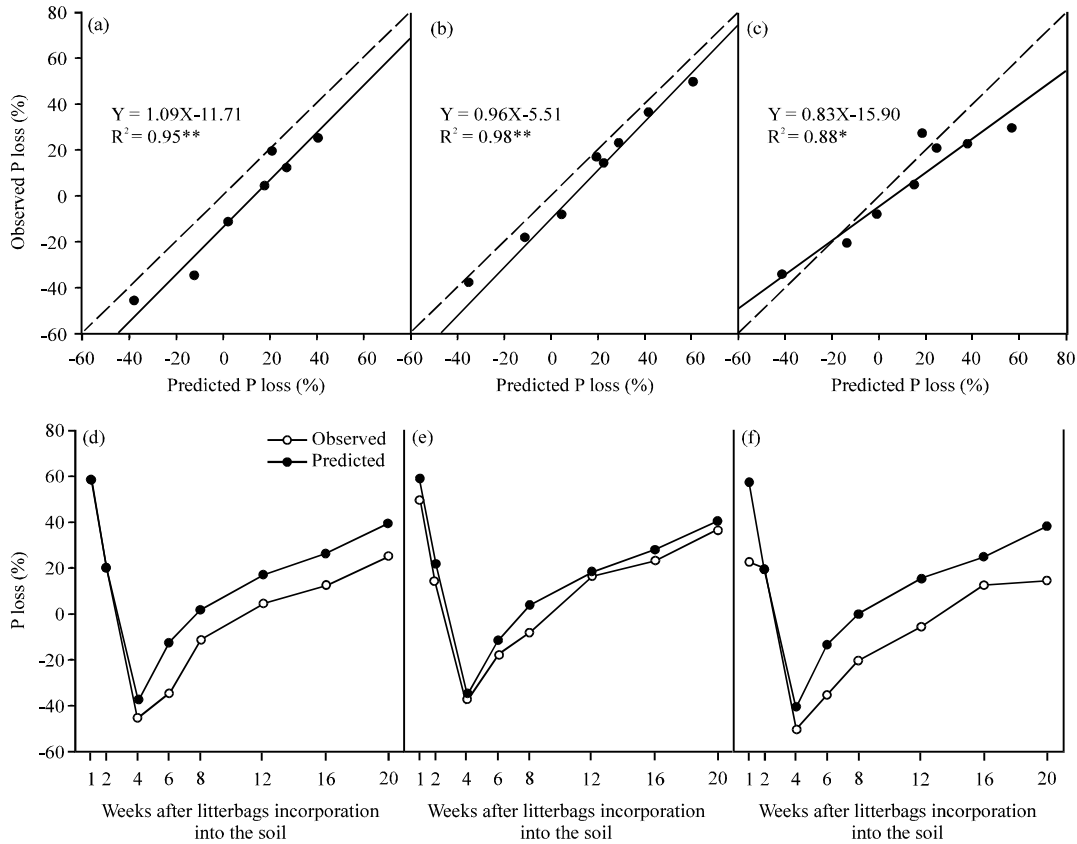 (a)
(b)
(c)
Y = 1.09X-11.71
R² = 0.95**
Y = 0.96X-5.51
R² = 0.98**
Y = 0.83X-15.90
R² = 0.88*
Observed P loss (%)
80
60
40
20
0
-20
-40
-60
-60 -40 -20 0 20 40 60 -60 -40 -20 0 20 40 60 -60 -40 -20 0 20 40 60 80
Predicted P loss (%)
Predicted P loss (%)
Predicted P loss (%)
(d)
(e)
(f)
Observed
Predicted
P loss (%)
80
60
40
20
0
-20
-40
-60
1 2 4 6 8 12 16 20 1 2 4 6 8 12 16 20 1 2 4 6 8 12 16 20
Weeks after litterbags incorporation
into the soil
Weeks after litterbags incorporation
into the soil
Weeks after litterbags incorporation
into the soil